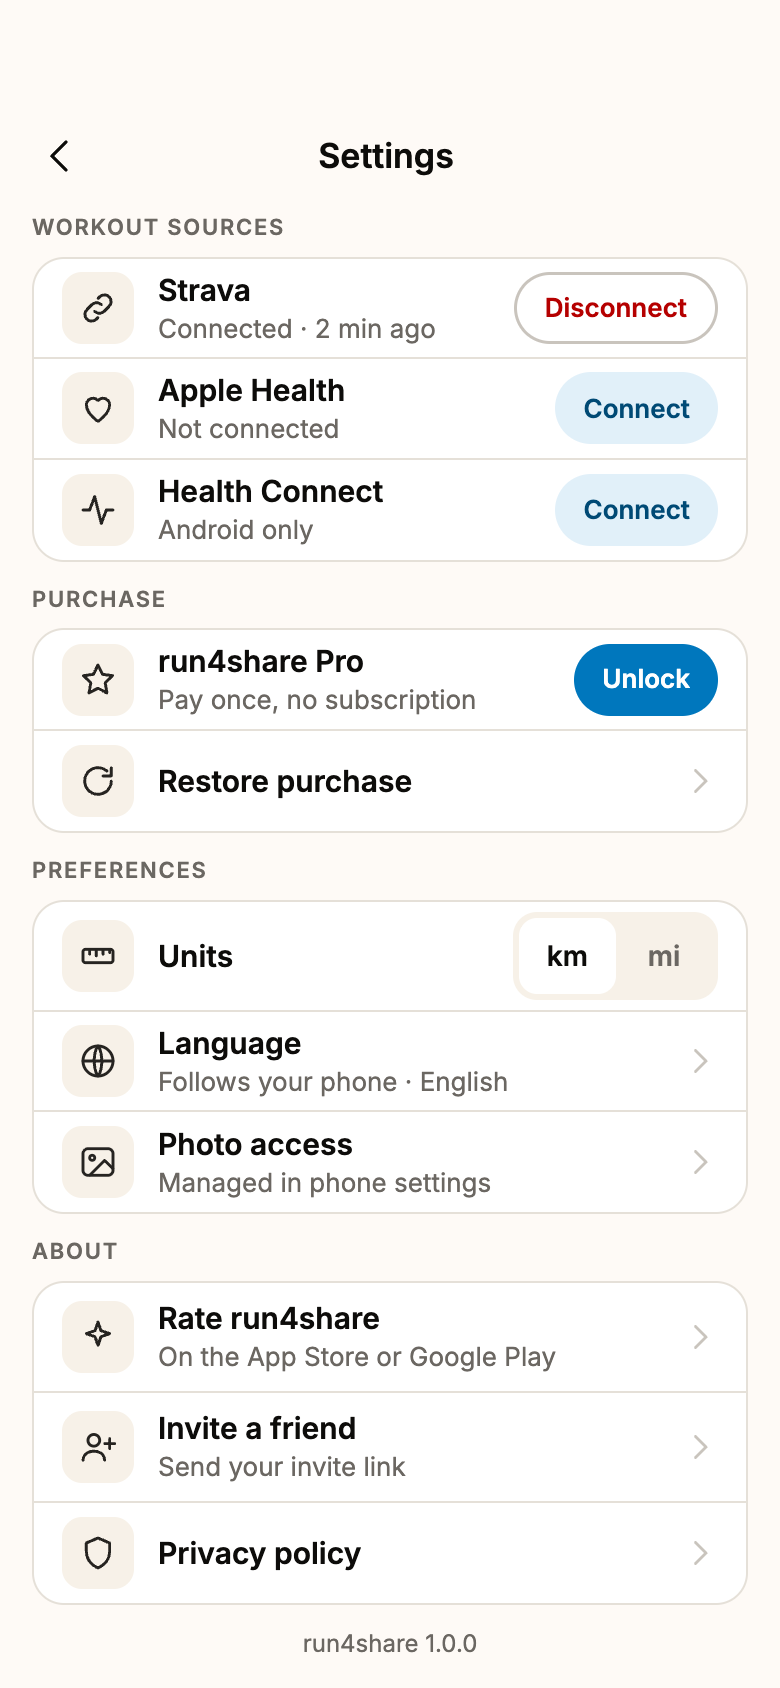 Settings
WORKOUT SOURCES
Strava
Connected · 2 min ago
Disconnect
Apple Health
Not connected
Connect
Health Connect
Android only
Connect
PURCHASE
run4share Pro
Pay once, no subscription
Unlock
Restore purchase
PREFERENCES
Units
km
mi
Language
Follows your phone · English
Photo access
Managed in phone settings
ABOUT
Rate run4share
On the App Store or Google Play
Invite a friend
Send your invite link
Privacy policy
run4share 1.0.0